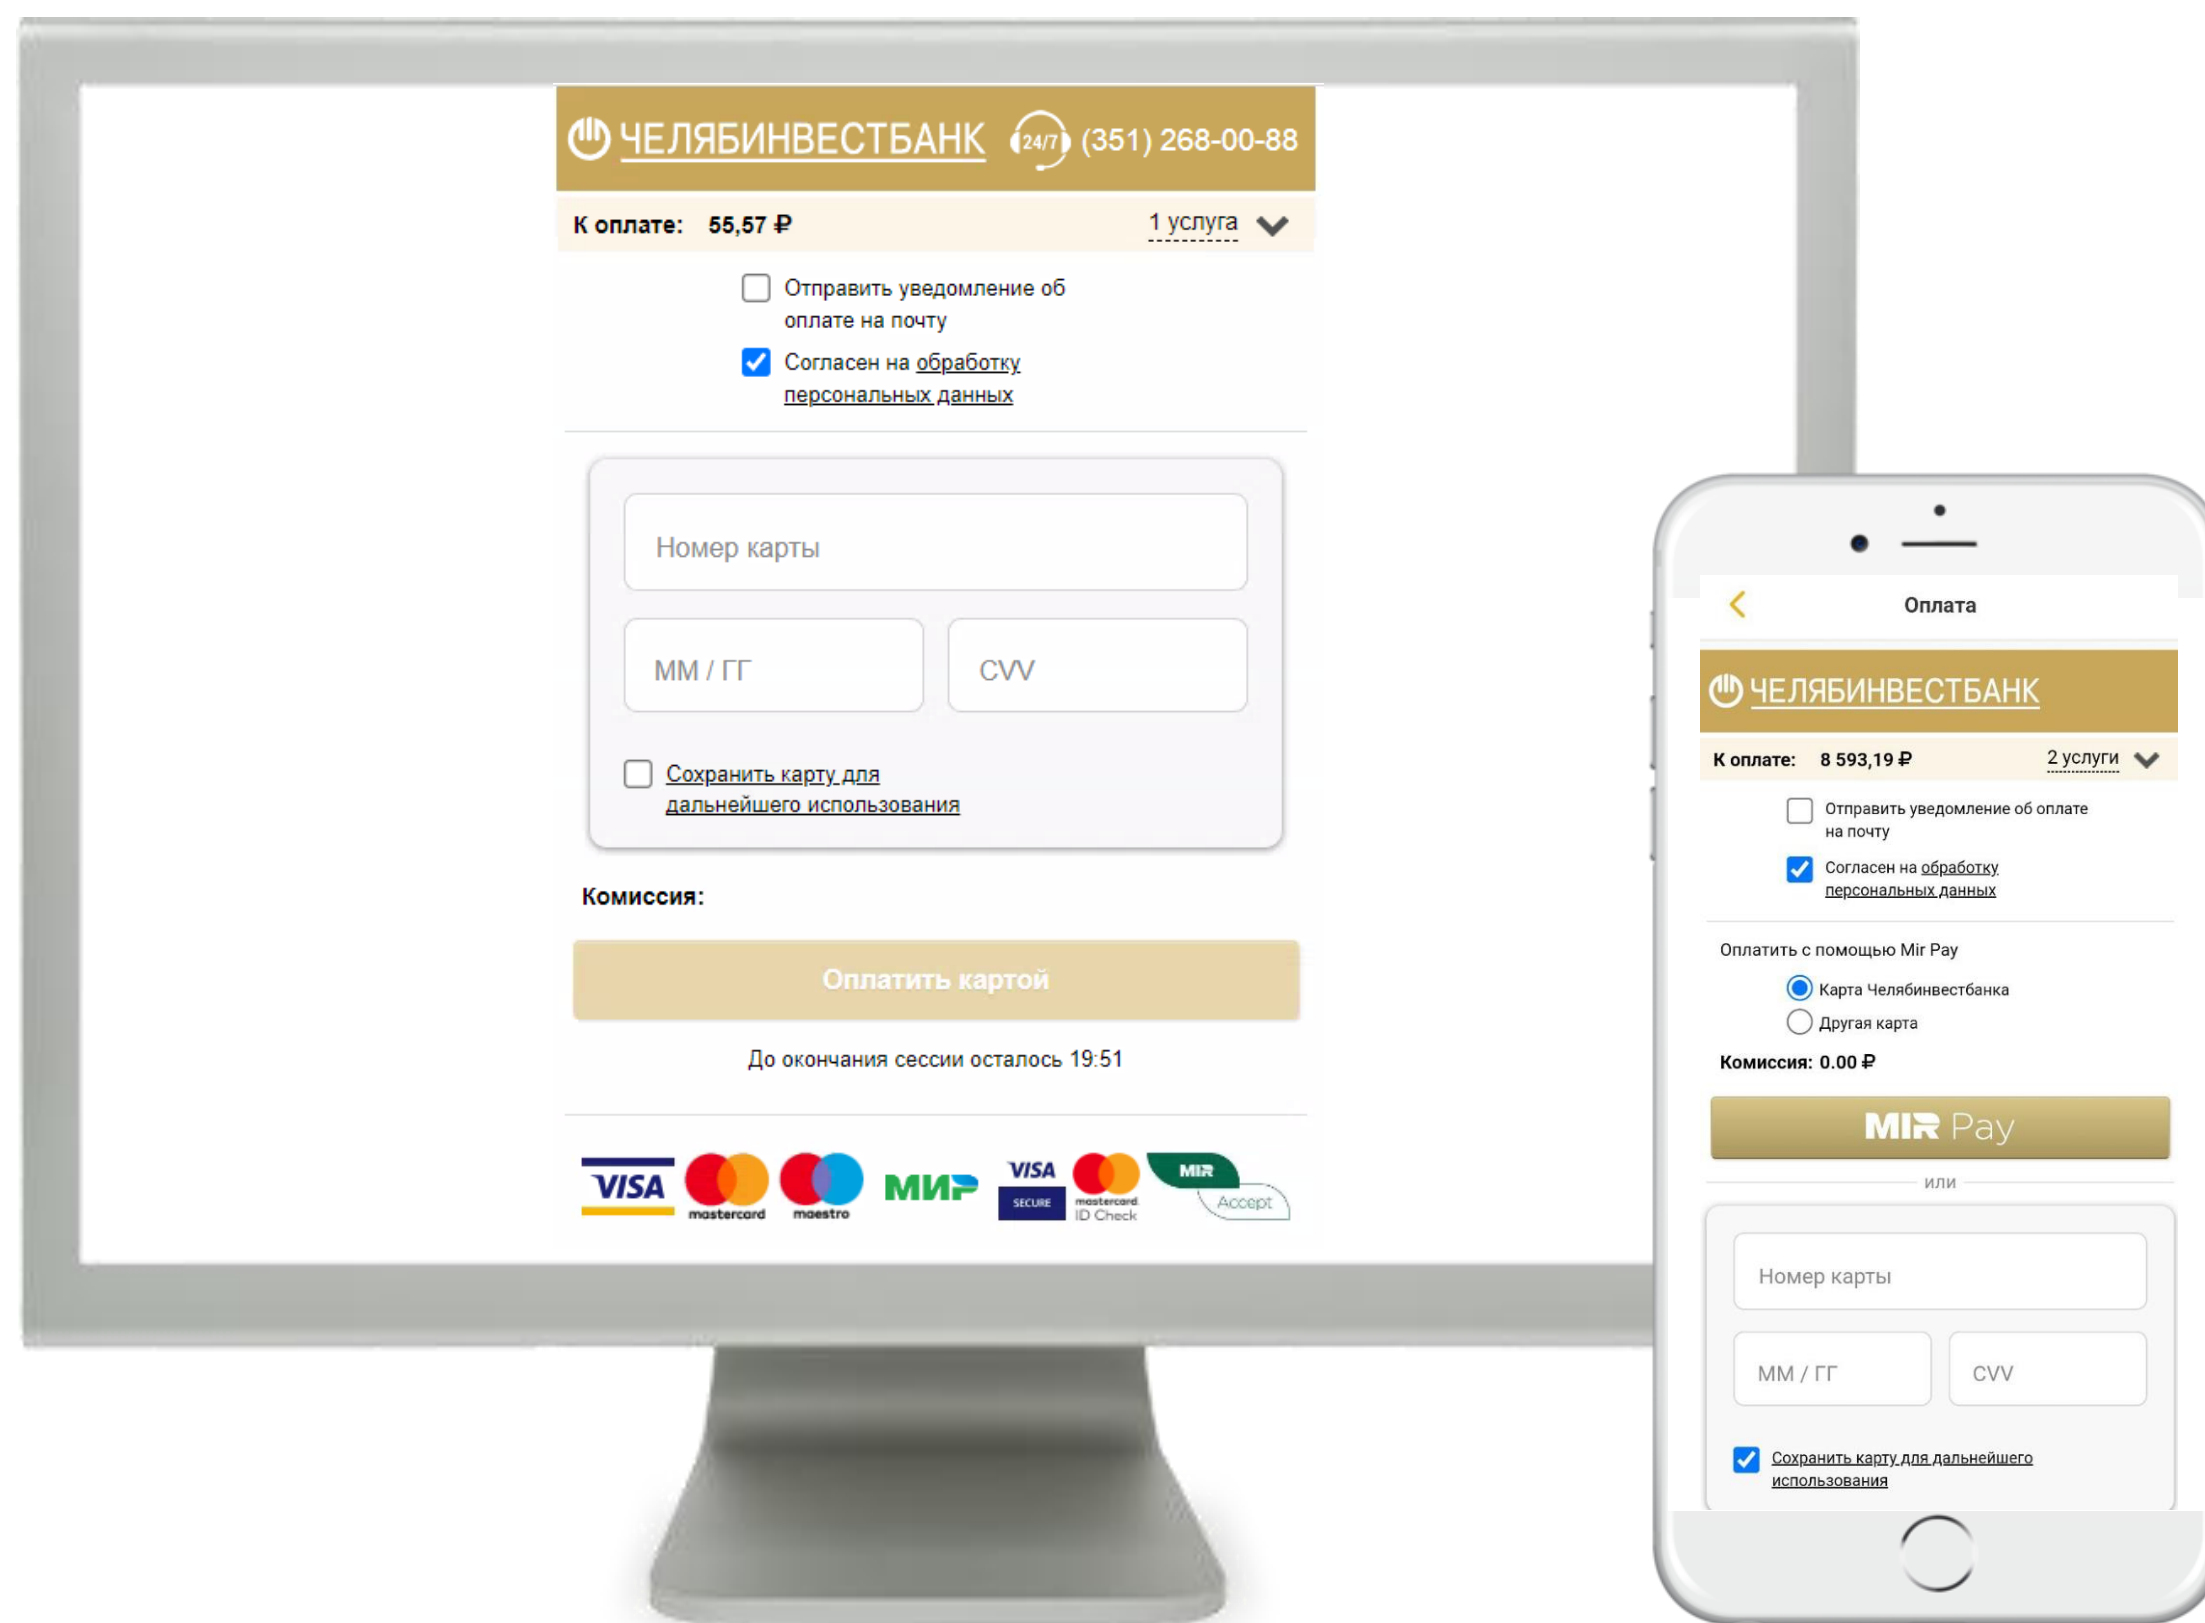 ЧЕЛЯБИНВЕСТБАНК 24/7 (351) 268-00-88
К оплате: 55,57 ₽ 1 услуга
Отправить уведомление об
оплате на почту
Согласен на обработку
персональных данных
Номер карты
ММ / ГГ CVV
Сохранить карту для
дальнейшего использования
Комиссия:
Оплатить картой
До окончания сессии осталось 19:51
VISA mastercard maestro МИР VISA SECURE mastercard ID Check MIR Accept
Оплата
ЧЕЛЯБИНВЕСТБАНК
К оплате: 8 593,19 ₽ 2 услуги
Отправить уведомление об оплате
на почту
Согласен на обработку
персональных данных
Оплатить с помощью Mir Pay
Карта Челябинвестбанка
Другая карта
Комиссия: 0.00 ₽
MIR Pay
или
Номер карты
ММ / ГГ CVV
Сохранить карту для дальнейшего
использования